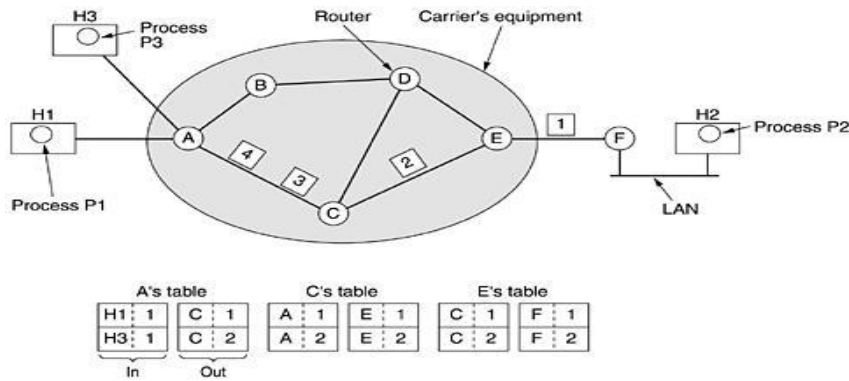 H3
Process
P3
Router
Carrier's equipment
B
D
H1
A
E
1
F
H2
Process P2
4
3
2
C
Process P1
LAN
A's table
C's table
E's table
H1 1 C 1 A 1 E 1 C 1 F 1
H3 1 C 2 A 2 E 2 C 2 F 2
In
Out